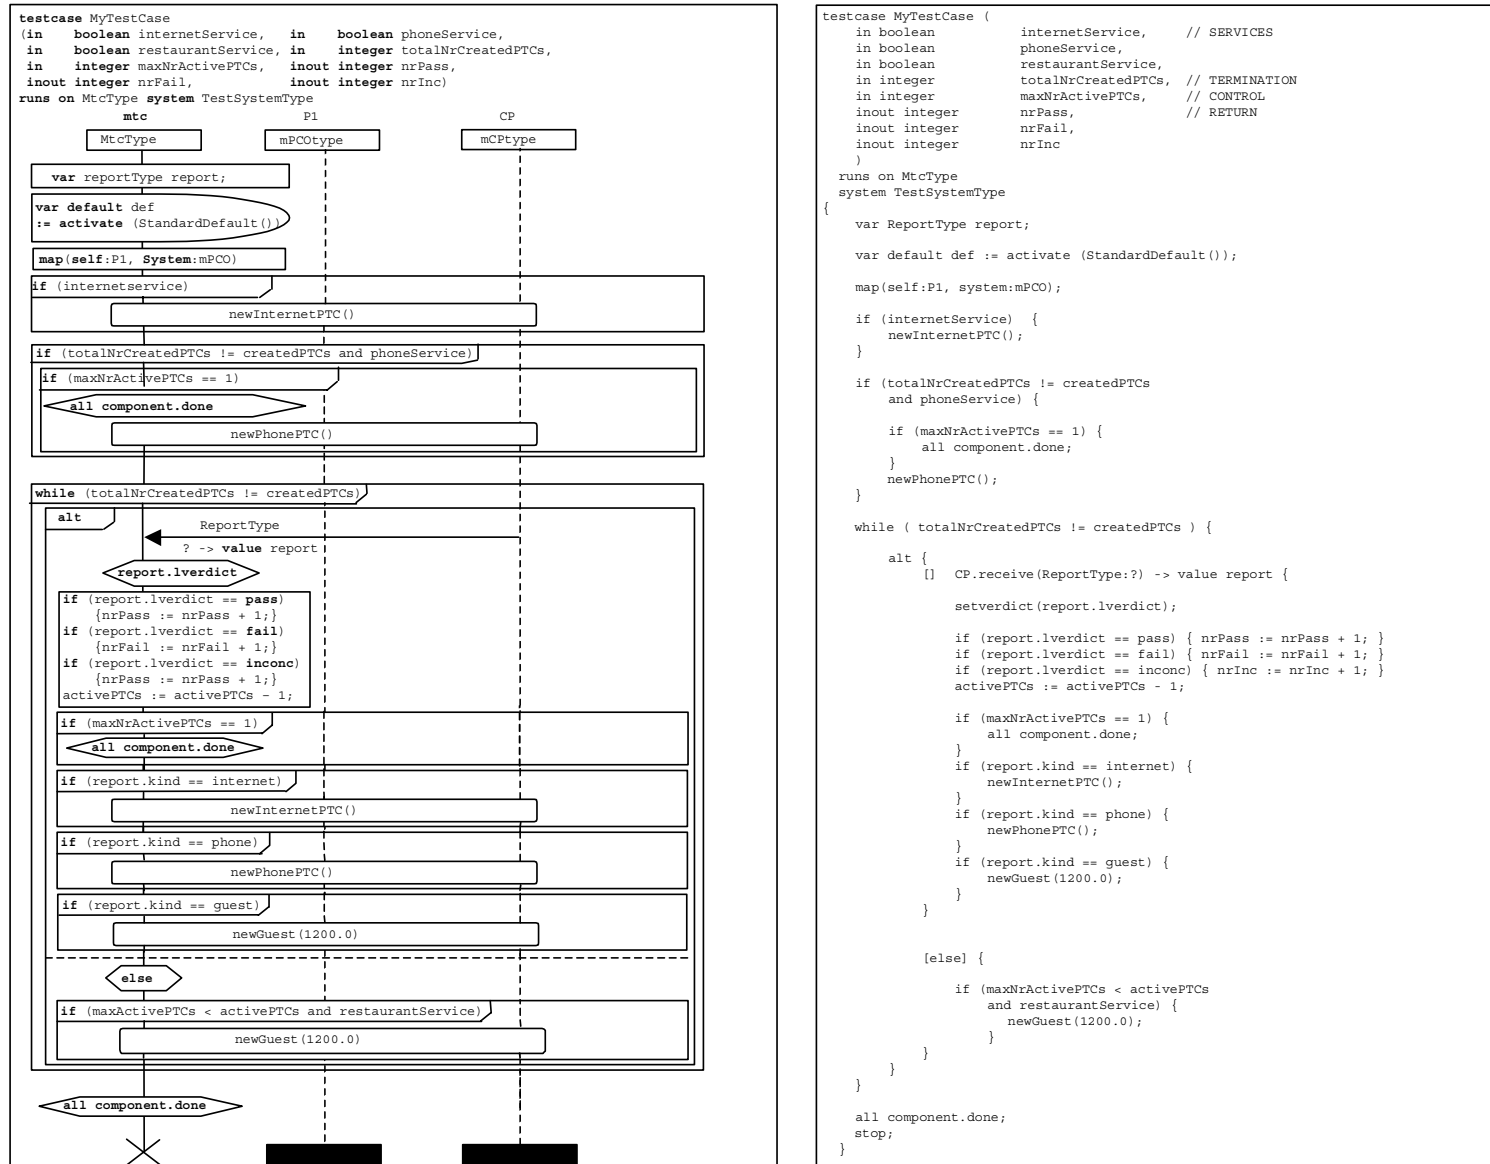 testcase MyTestCase
(in boolean internetService, in boolean phoneService,
in boolean restaurantService, in integer totalNrCreatedPTCs,
in integer maxNrActivePTCs, inout integer nrPass,
inout integer nrFail, inout integer nrInc)
runs on MtcType system TestSystemType
mtc P1 CP
MtcType mPCOtype mCPtype
var reportType report;
var default def
:= activate (StandardDefault())
map(self:P1, System:mPCO)
if (internetservice)
newInternetPTC()
if (totalNrCreatedPTCs != createdPTCs and phoneService)
if (maxNrActivePTCs == 1)
all component.done
newPhonePTC()
while (totalNrCreatedPTCs != createdPTCs)
alt
ReportType
? -> value report
report.lverdict
if (report.lverdict == pass)
{nrPass := nrPass + 1;}
if (report.lverdict == fail)
{nrFail := nrFail + 1;}
if (report.lverdict == inconc)
{nrPass := nrPass + 1;}
activePTCs := activePTCs – 1;
if (maxNrActivePTCs == 1)
all component.done
if (report.kind == internet)
newInternetPTC()
if (report.kind == phone)
newPhonePTC()
if (report.kind == guest)
newGuest(1200.0)
else
if (maxActivePTCs < activePTCs and restaurantService)
newGuest(1200.0)
all component.done
testcase MyTestCase (
in boolean internetService, // SERVICES
in boolean phoneService,
in boolean restaurantService,
in integer totalNrCreatedPTCs, // TERMINATION
in integer maxNrActivePTCs, // CONTROL
inout integer nrPass, // RETURN
inout integer nrFail,
inout integer nrInc
)
runs on MtcType
system TestSystemType
{
var ReportType report;
var default def := activate (StandardDefault());
map(self:P1, system:mPCO);
if (internetService) {
newInternetPTC();
}
if (totalNrCreatedPTCs != createdPTCs
and phoneService) {
if (maxNrActivePTCs == 1) {
all component.done;
}
newPhonePTC();
}
while ( totalNrCreatedPTCs != createdPTCs ) {
alt {
[] CP.receive(ReportType:?) -> value report {
setverdict(report.lverdict);
if (report.lverdict == pass) { nrPass := nrPass + 1; }
if (report.lverdict == fail) { nrFail := nrFail + 1; }
if (report.lverdict == inconc) { nrInc := nrInc + 1; }
activePTCs := activePTCs - 1;
if (maxNrActivePTCs == 1) {
all component.done;
}
if (report.kind == internet) {
newInternetPTC();
}
if (report.kind == phone) {
newPhonePTC();
}
if (report.kind == guest) {
newGuest(1200.0);
}
}
[else] {
if (maxNrActivePTCs < activePTCs
and restaurantService) {
newGuest(1200.0);
}
}
}
}
all component.done;
stop;
}